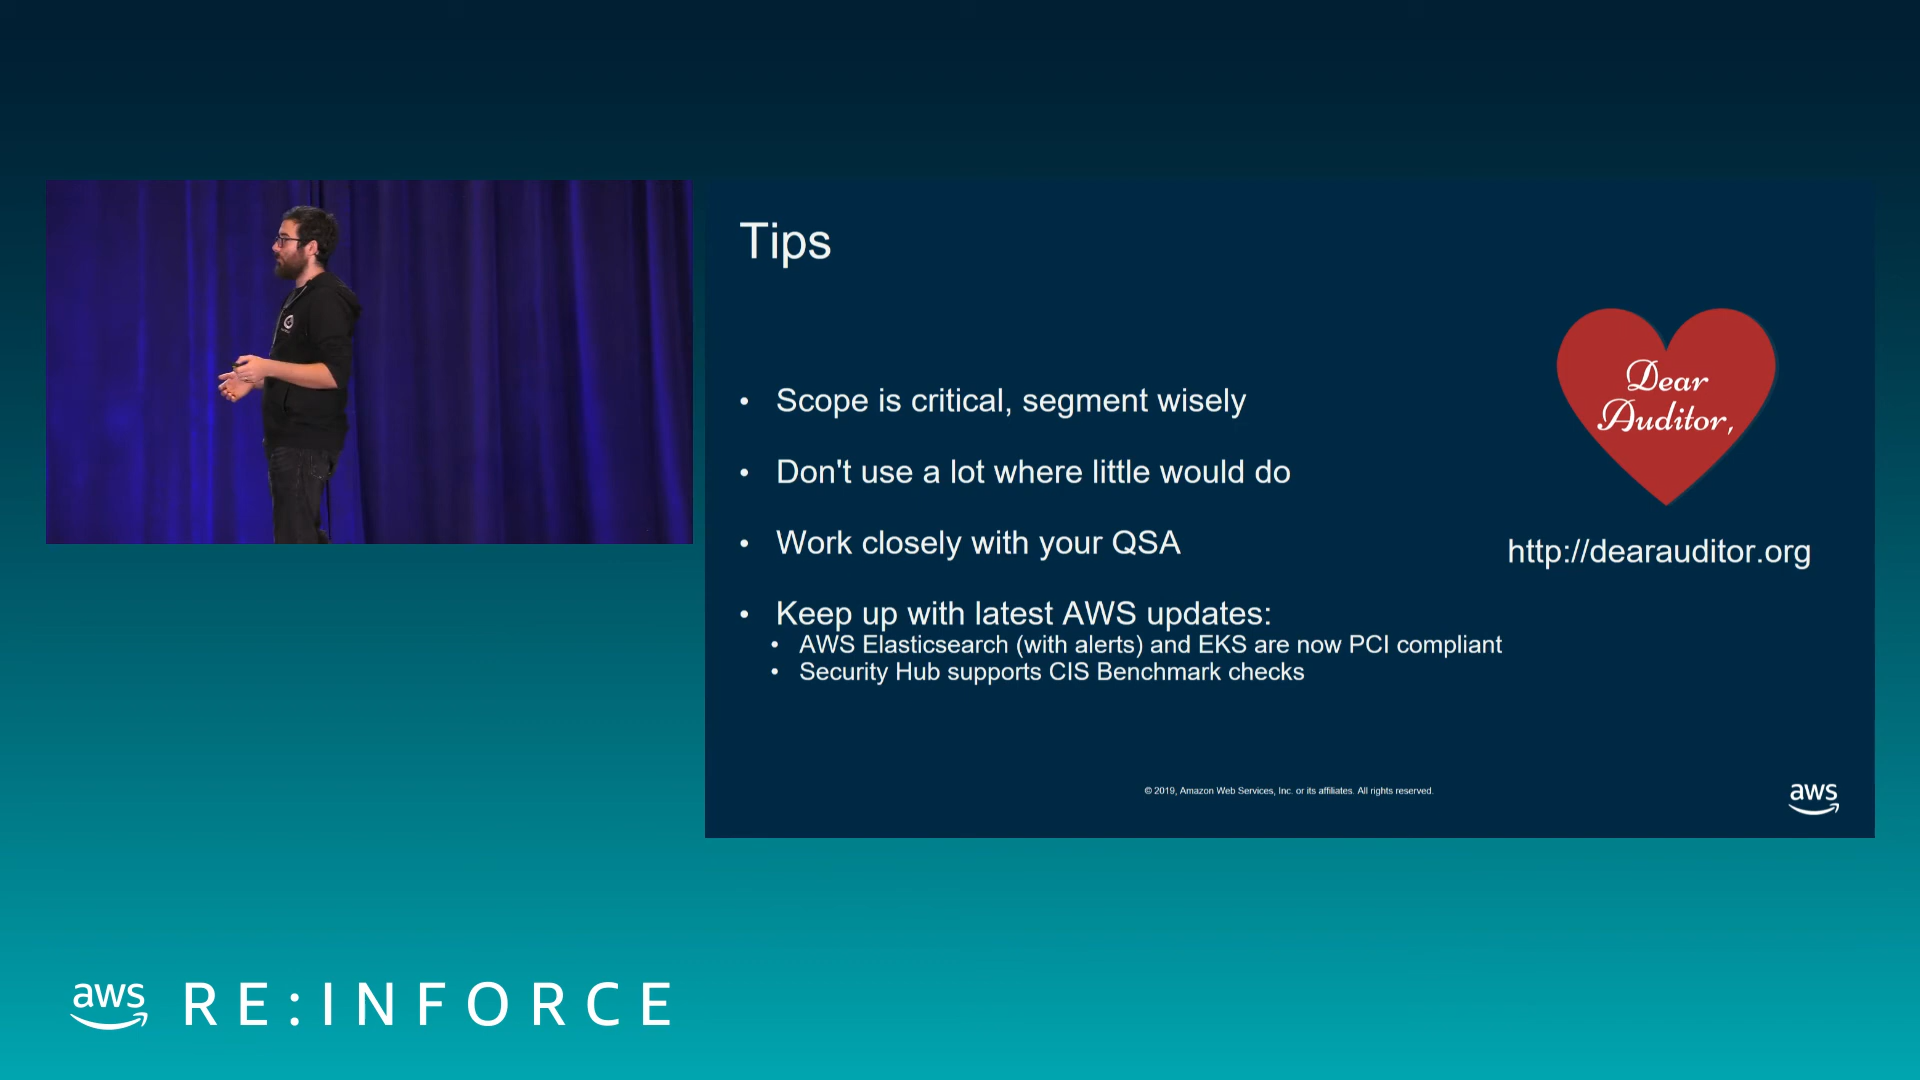 Tips
• Scope is critical, segment wisely
• Don't use a lot where little would do
• Work closely with your QSA
• Keep up with latest AWS updates:
• AWS Elasticsearch (with alerts) and EKS are now PCI compliant
• Security Hub supports CIS Benchmark checks
Dear
Auditor,
http://dearauditor.org
© 2019, Amazon Web Services, Inc. or its affiliates. All rights reserved.
aws
aws RE:INFORCE